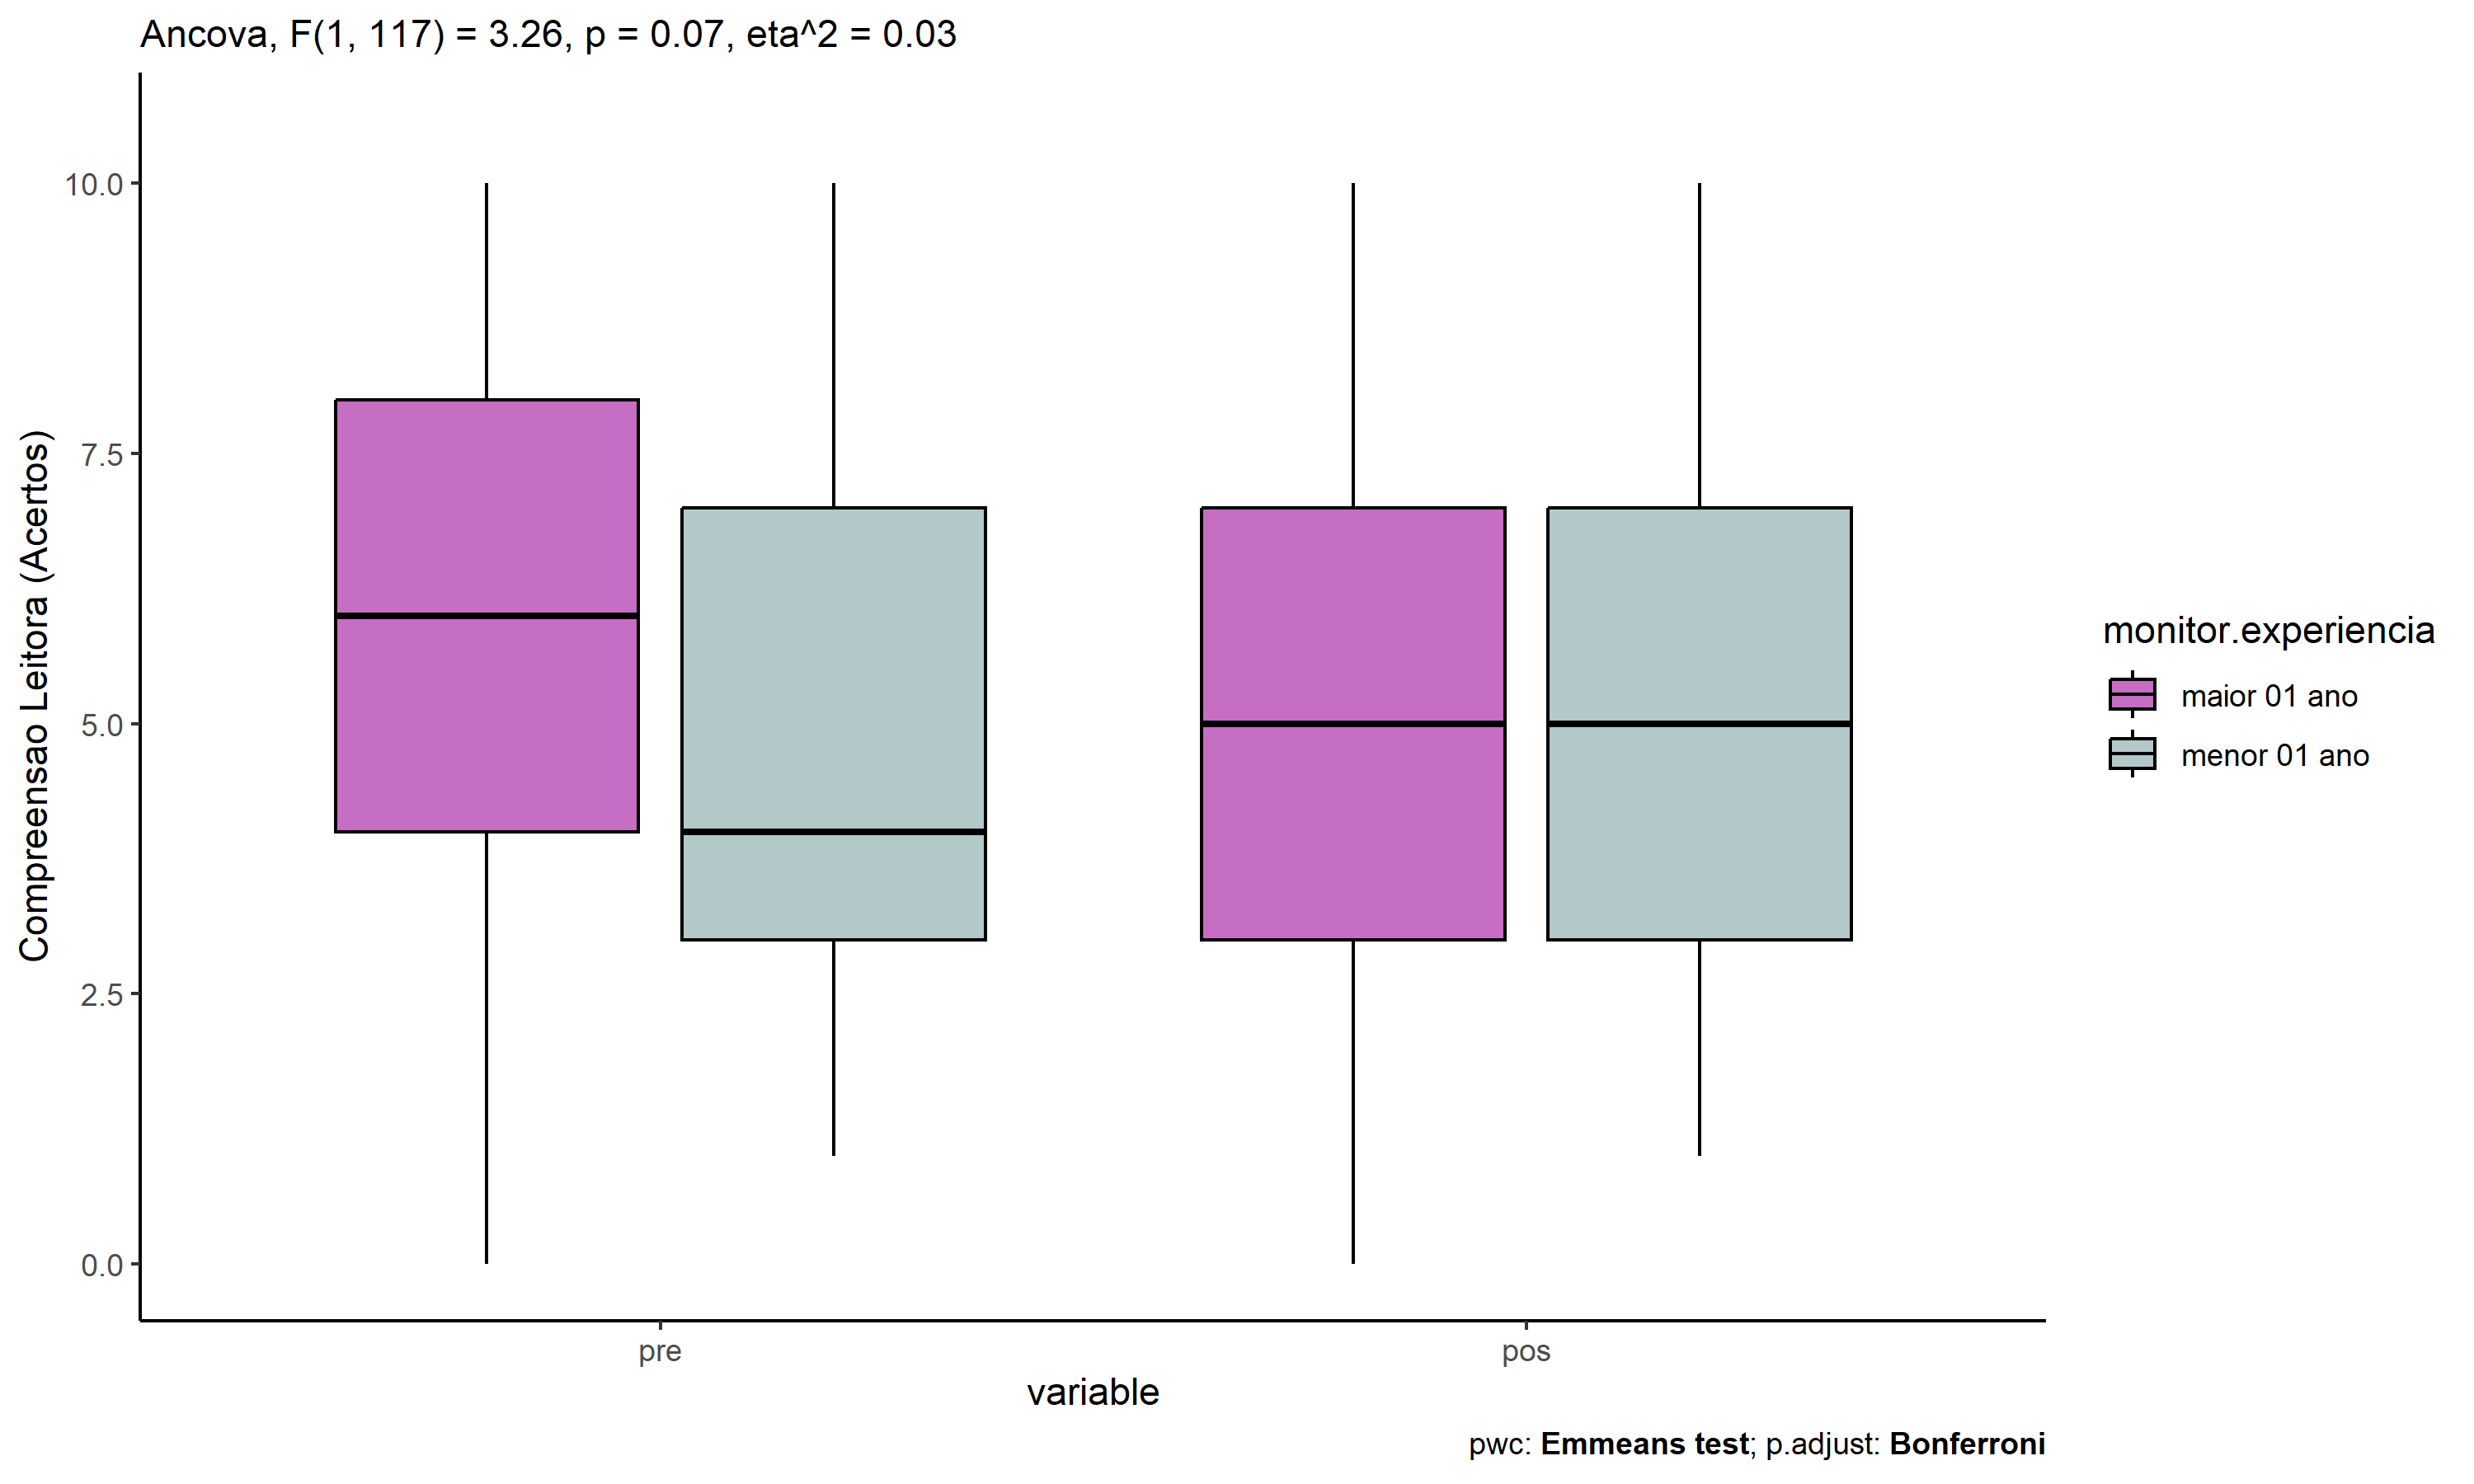 Ancova, F(1, 117) = 3.26, p = 0.07, eta^2 = 0.03
Compreensao Leitora (Acertos)
10.0
7.5
5.0
2.5
0.0
pre
pos
variable
monitor.experiencia
maior 01 ano
menor 01 ano
pwc: Emmeans test; p.adjust: Bonferroni